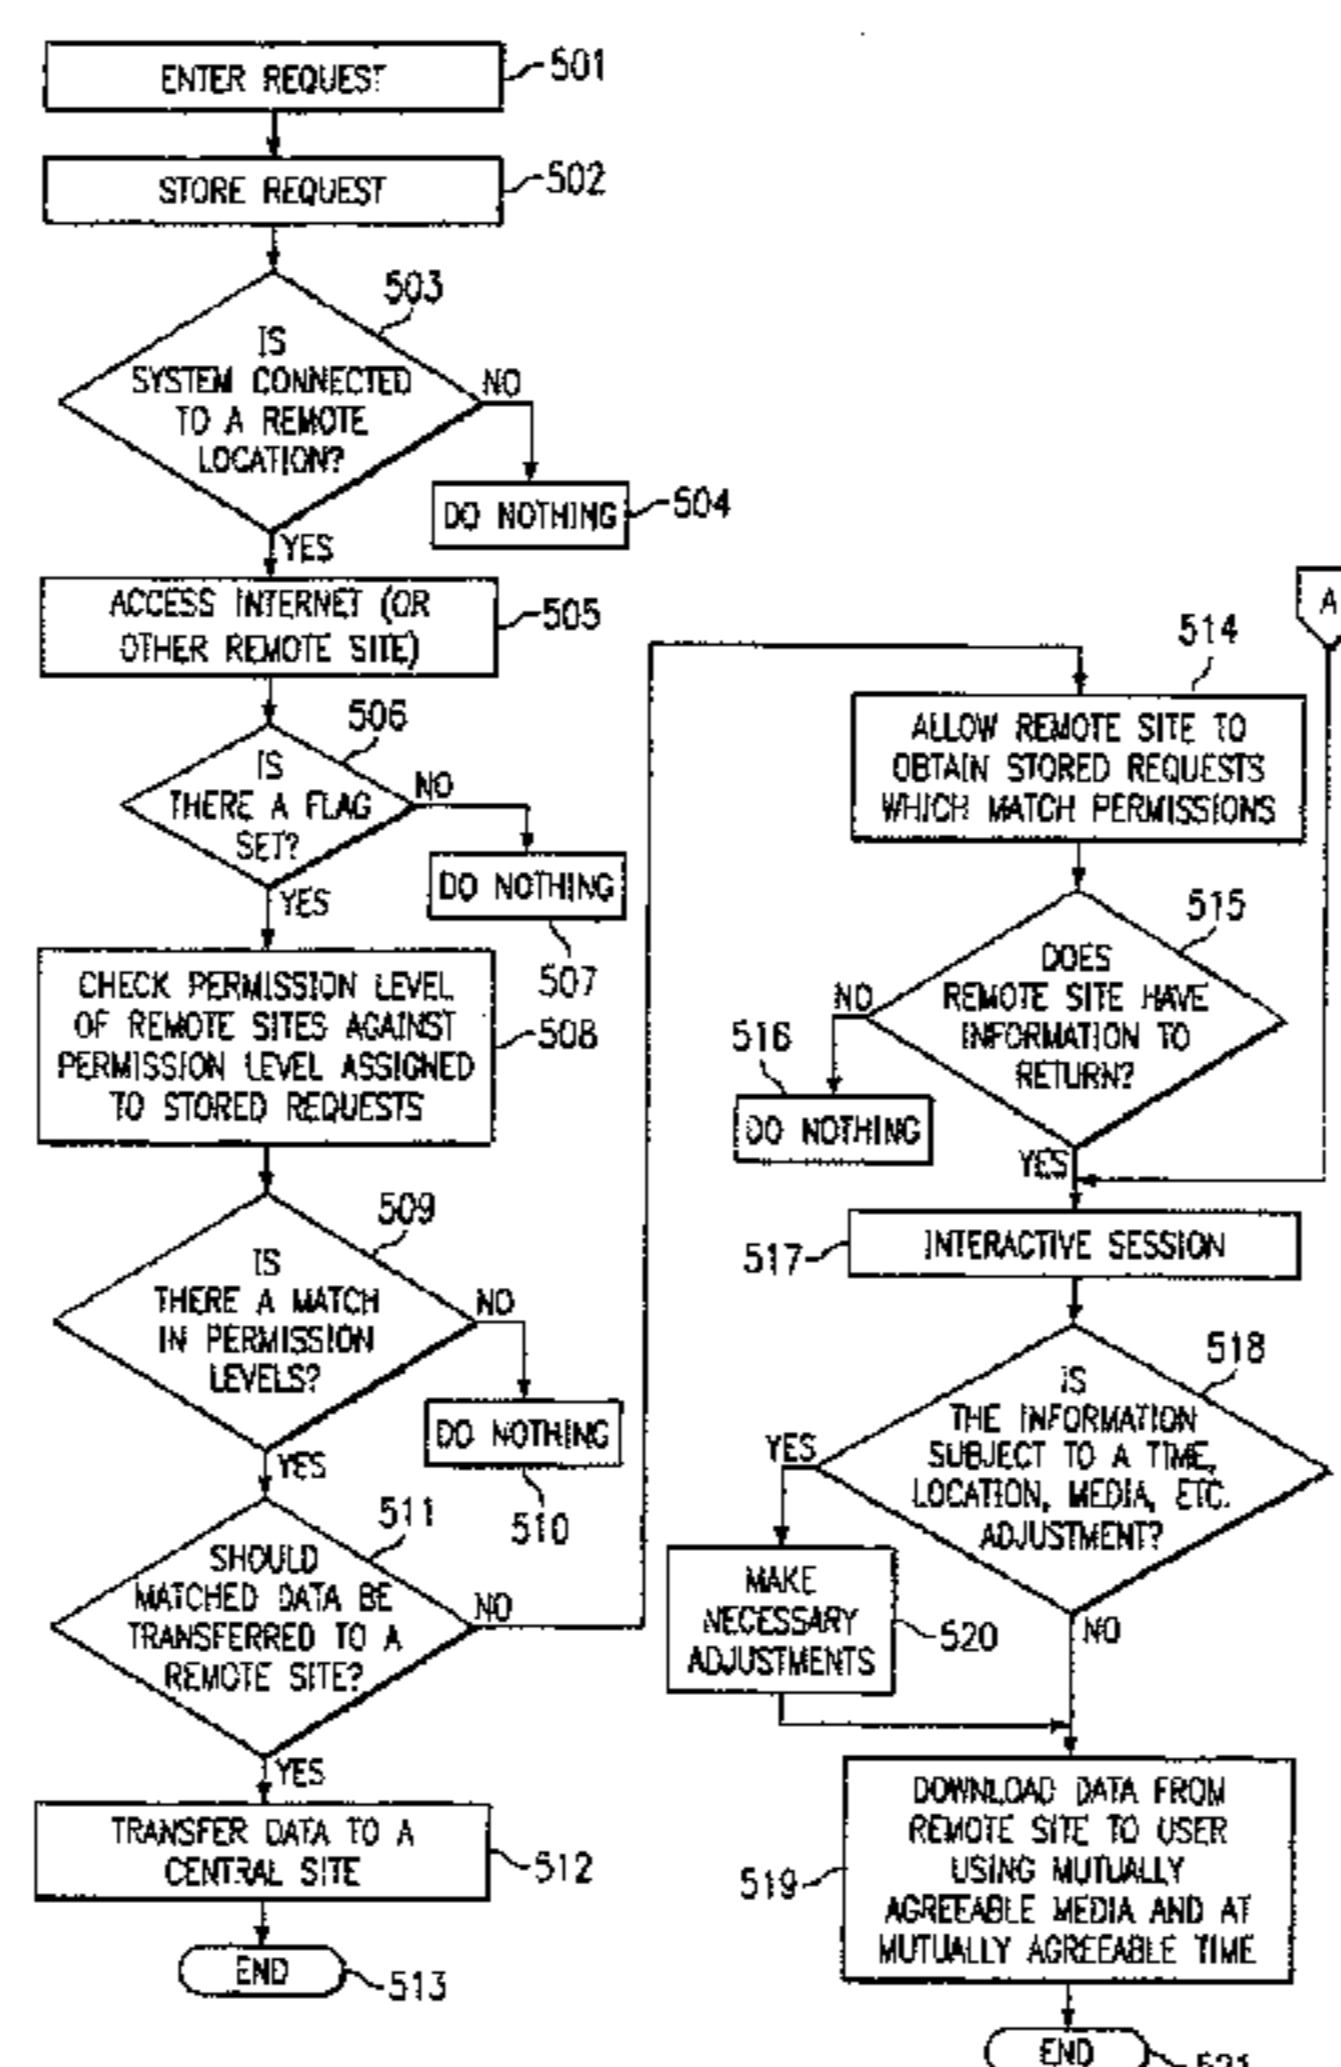 ENTER REQUEST
501
STORE REQUEST
502
503
IS
SYSTEM CONNECTED
TO A REMOTE
LOCATION?
NO
DO NOTHING
504
YES
ACCESS INTERNET (OR
OTHER REMOTE SITE)
505
506
IS
THERE A FLAG
SET?
NO
DO NOTHING
507
YES
CHECK PERMISSION LEVEL
OF REMOTE SITES AGAINST
PERMISSION LEVEL ASSIGNED
TO STORED REQUESTS
508
509
IS
THERE A MATCH
IN PERMISSION
LEVELS?
NO
DO NOTHING
510
YES
511
SHOULD
MATCHED DATA BE
TRANSFERRED TO A
REMOTE SITE?
NO
YES
TRANSFER DATA TO A
CENTRAL SITE
512
END
513
A
514
ALLOW REMOTE SITE TO
OBTAIN STORED REQUESTS
WHICH MATCH PERMISSIONS
515
DOES
REMOTE SITE HAVE
INFORMATION TO
RETURN?
NO
516
DO NOTHING
YES
517
INTERACTIVE SESSION
518
IS
THE INFORMATION
SUBJECT TO A TIME,
LOCATION, MEDIA, ETC.
ADJUSTMENT?
YES
MAKE
NECESSARY
ADJUSTMENTS
520
NO
519
DOWNLOAD DATA FROM
REMOTE SITE TO USER
USING MUTUALLY
AGREEABLE MEDIA AND AT
MUTUALLY AGREEABLE TIME
END
521